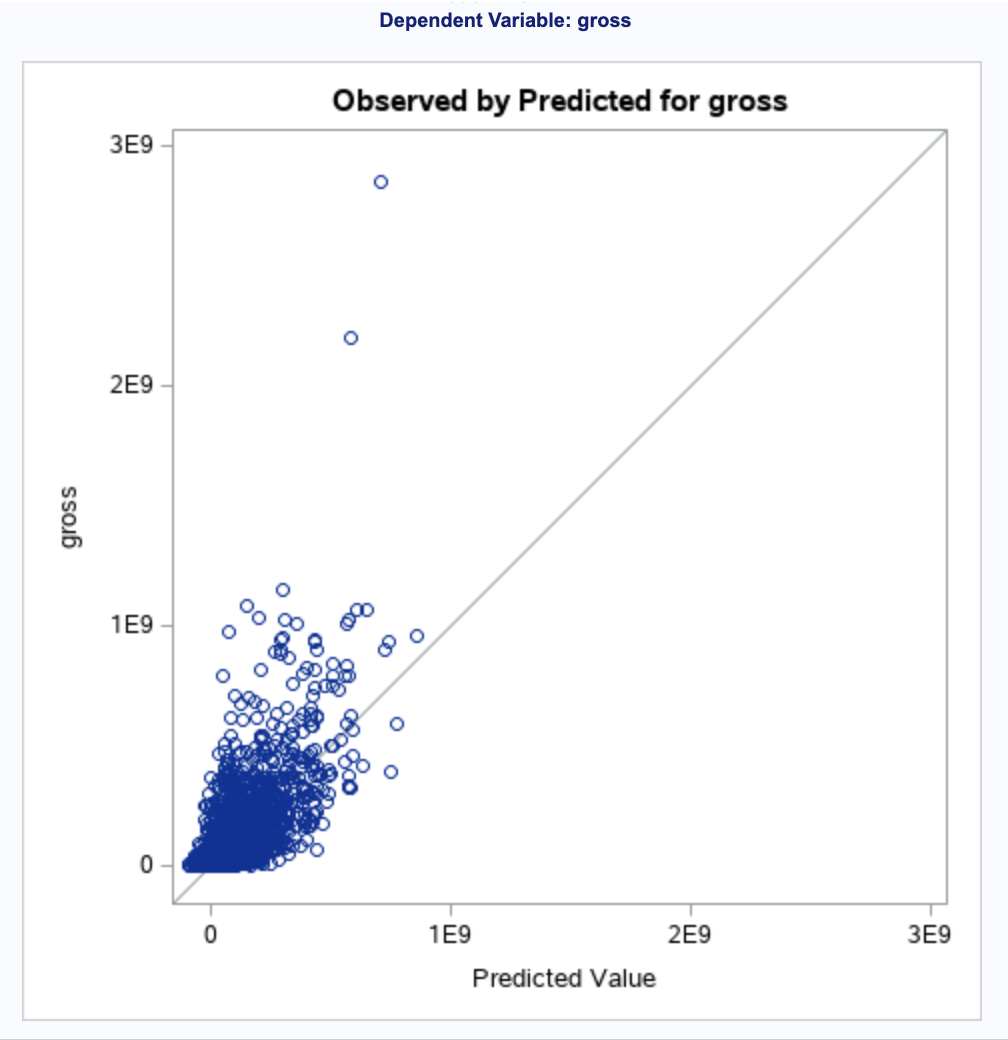 Dependent Variable: gross
Observed by Predicted for gross
3E9
2E9
1E9
0
gross
0 1E9 2E9 3E9
Predicted Value